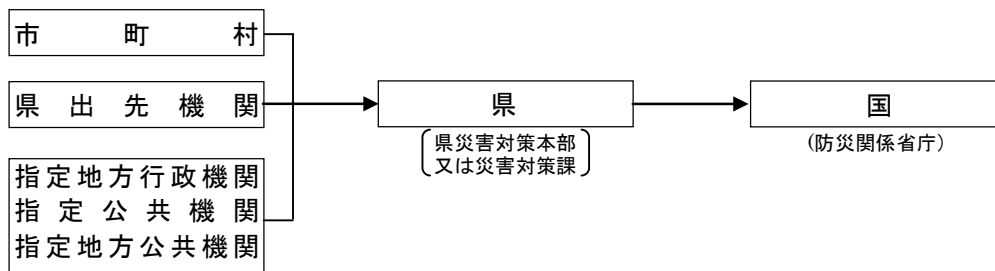 市町村
県出先機関
県
国
県災害対策本部
又は災害対策課
(防災関係省庁)
指定地方行政機関
指定公共機関
指定地方公共機関